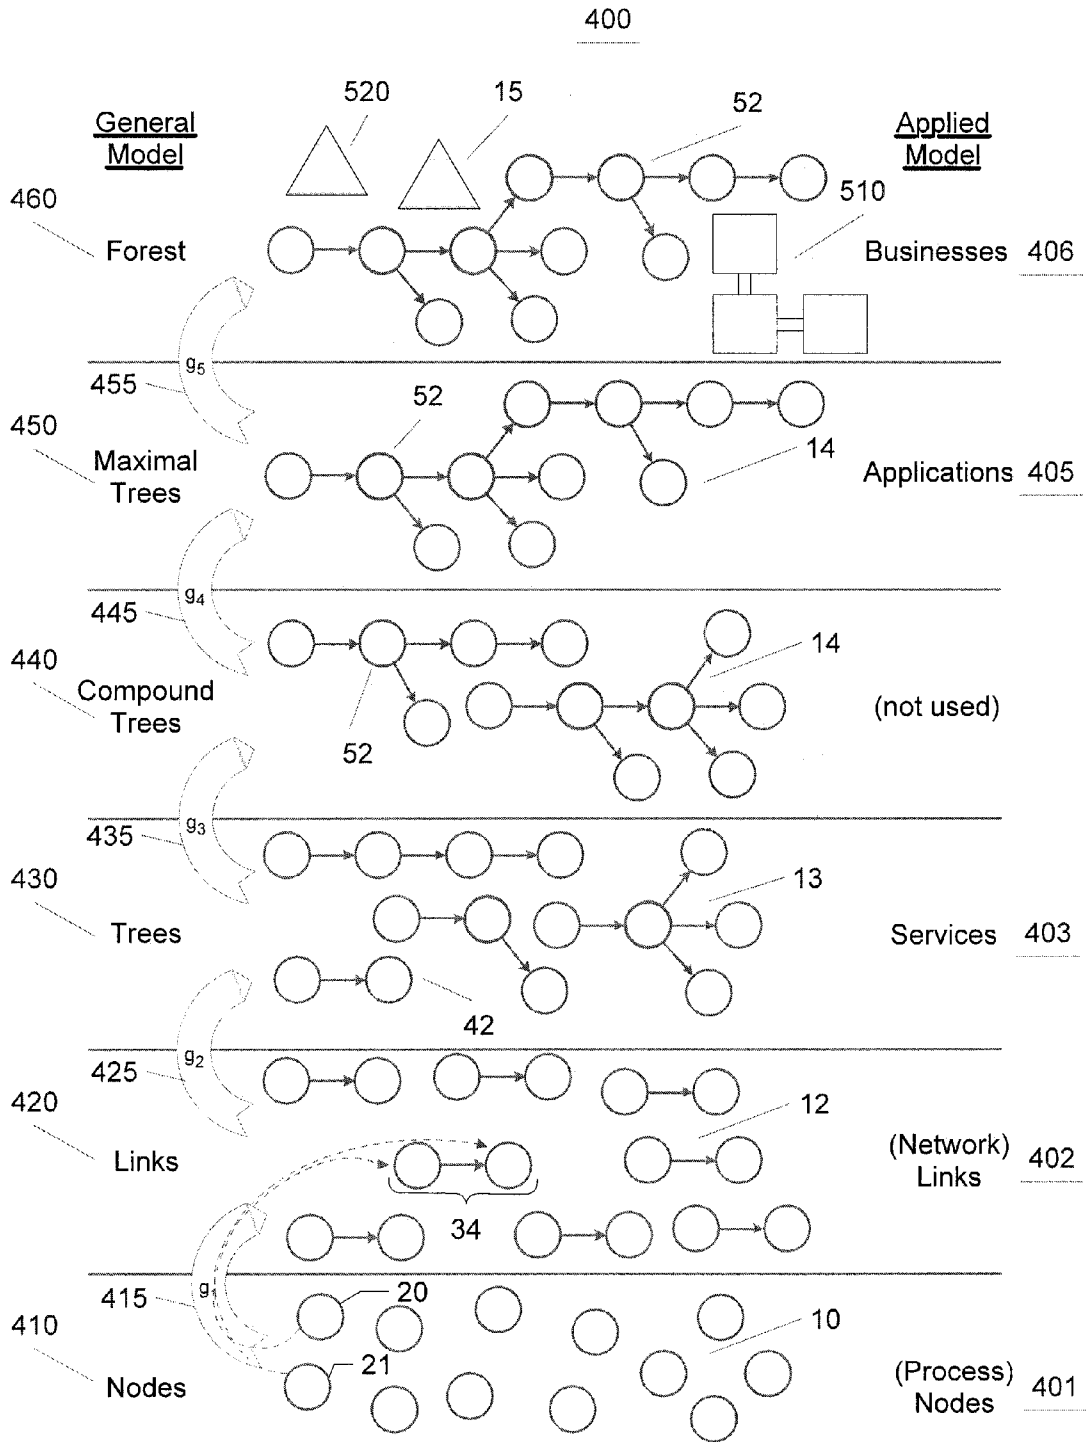 400
520
15
52
General
Model
Applied
Model
460
510
Forest
Businesses
406
g5
455
450
52
Maximal
Trees
14
Applications
405
g4
445
440
Compound
Trees
52
14
(not used)
g3
435
430
Trees
13
Services
403
42
g2
425
420
Links
12
(Network)
Links
402
34
g1
415
410
20
21
10
Nodes
(Process)
Nodes
401